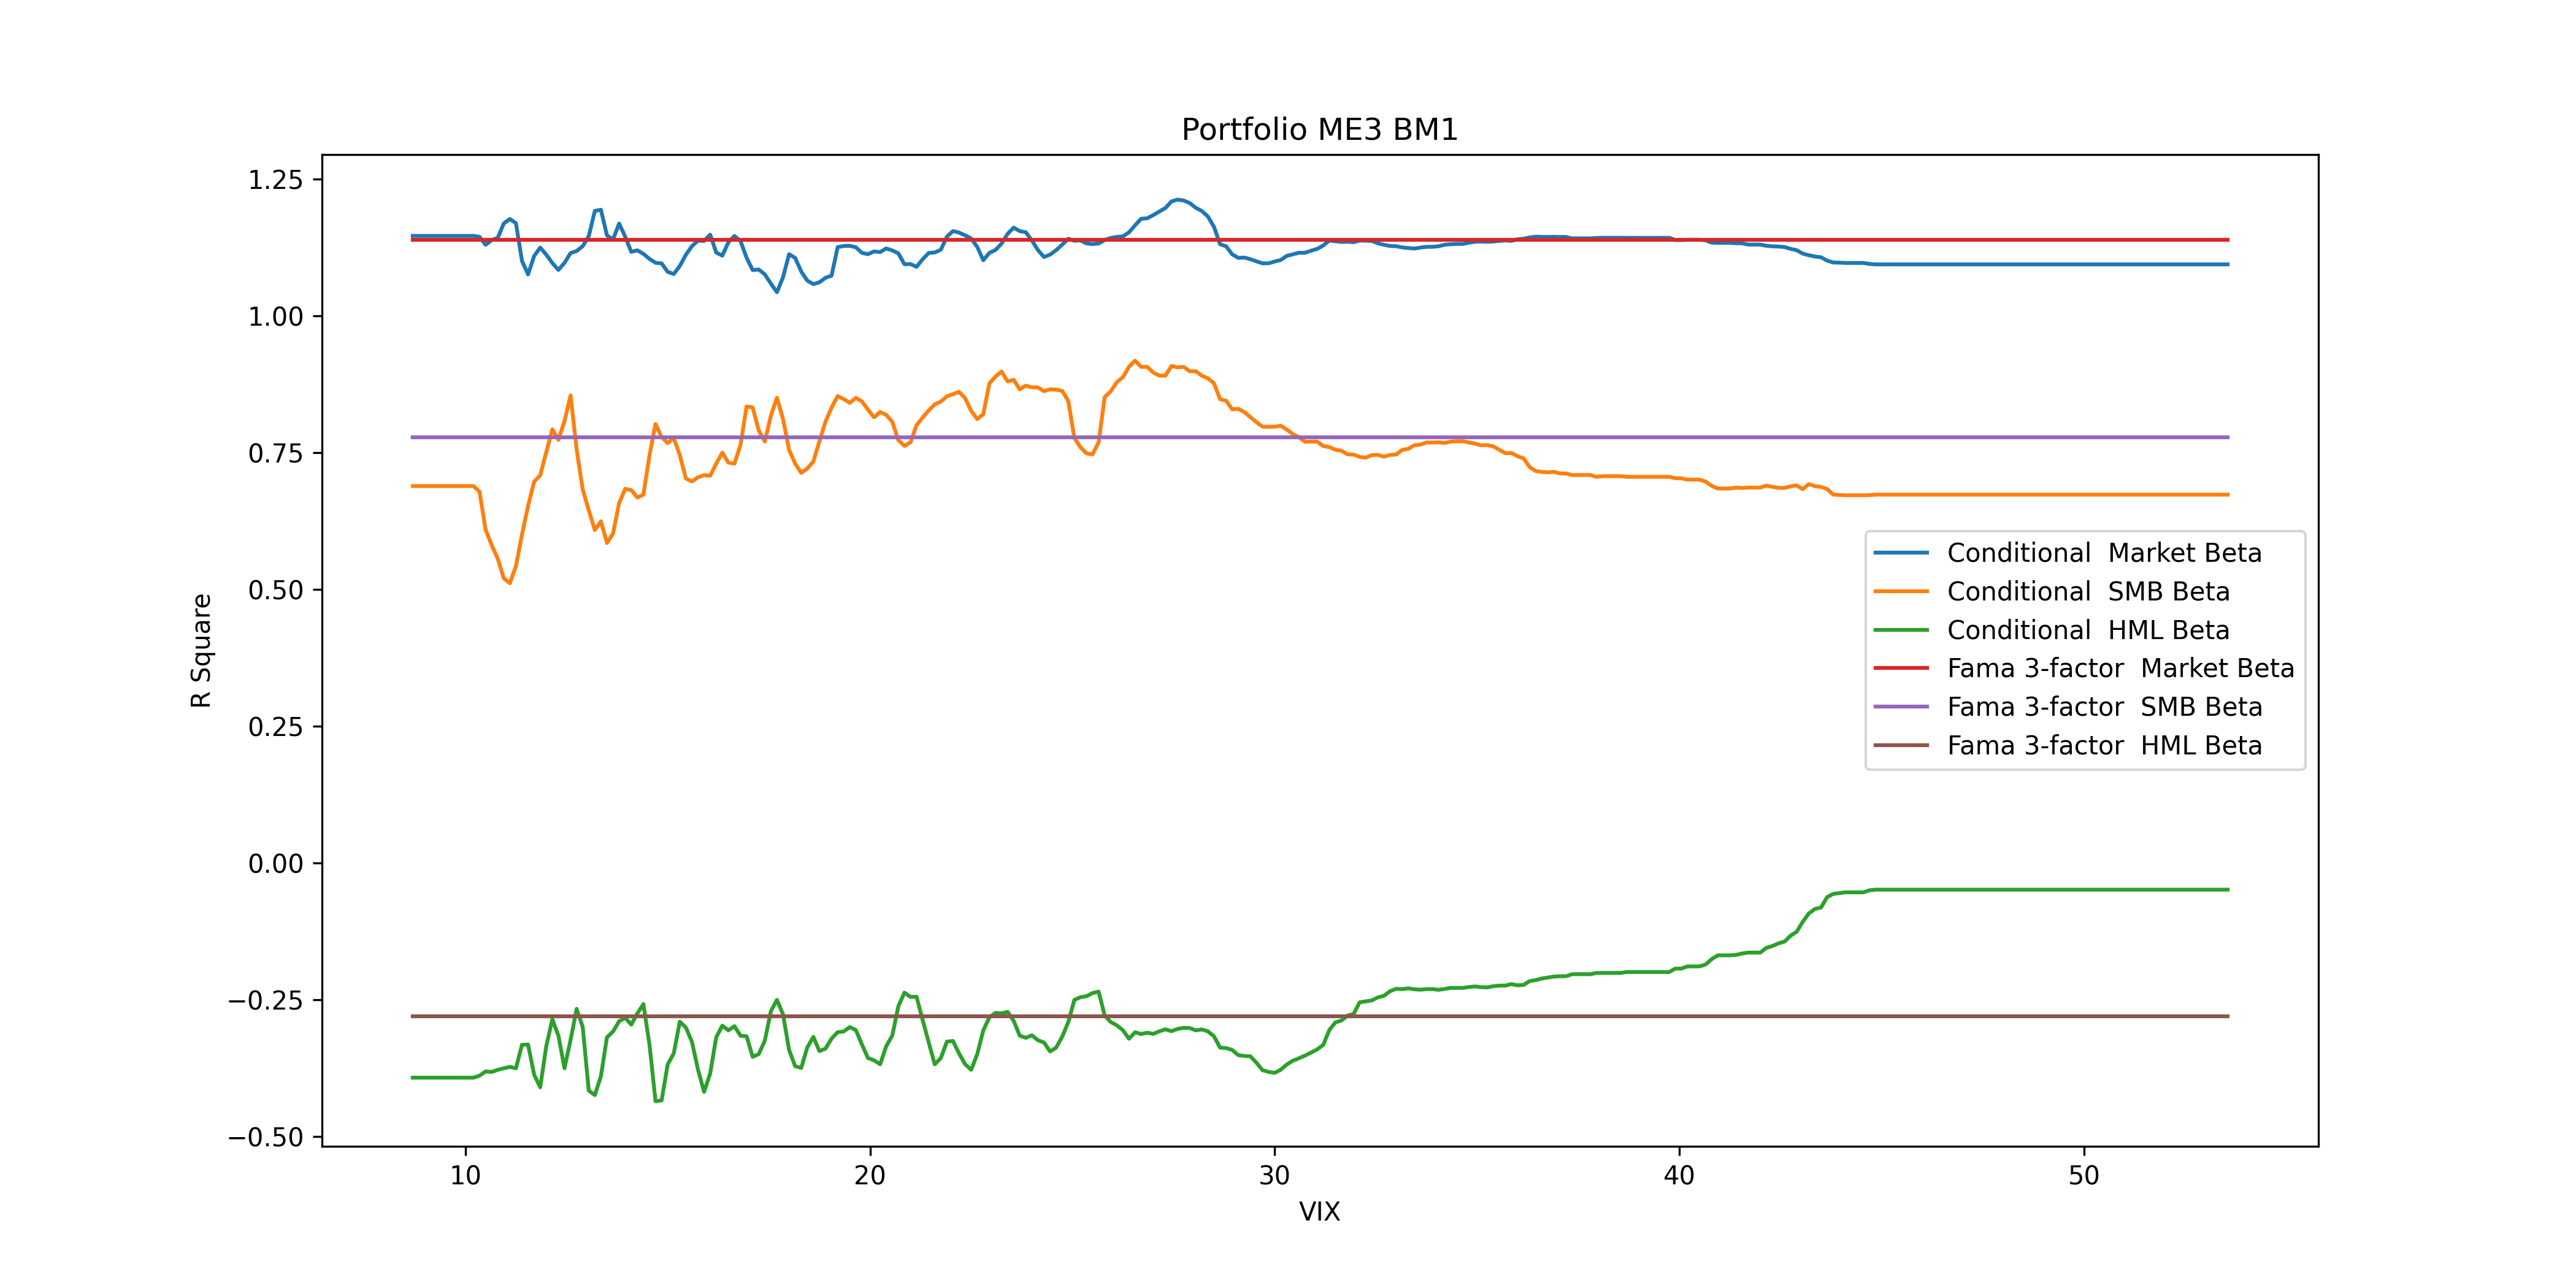 Portfolio ME3 BM1
1.25
1.00
0.75
0.50
0.25
0.00
−0.25
−0.50
R Square
Conditional  Market Beta
Conditional  SMB Beta
Conditional  HML Beta
Fama 3-factor  Market Beta
Fama 3-factor  SMB Beta
Fama 3-factor  HML Beta
10 20 30 40 50
VIX